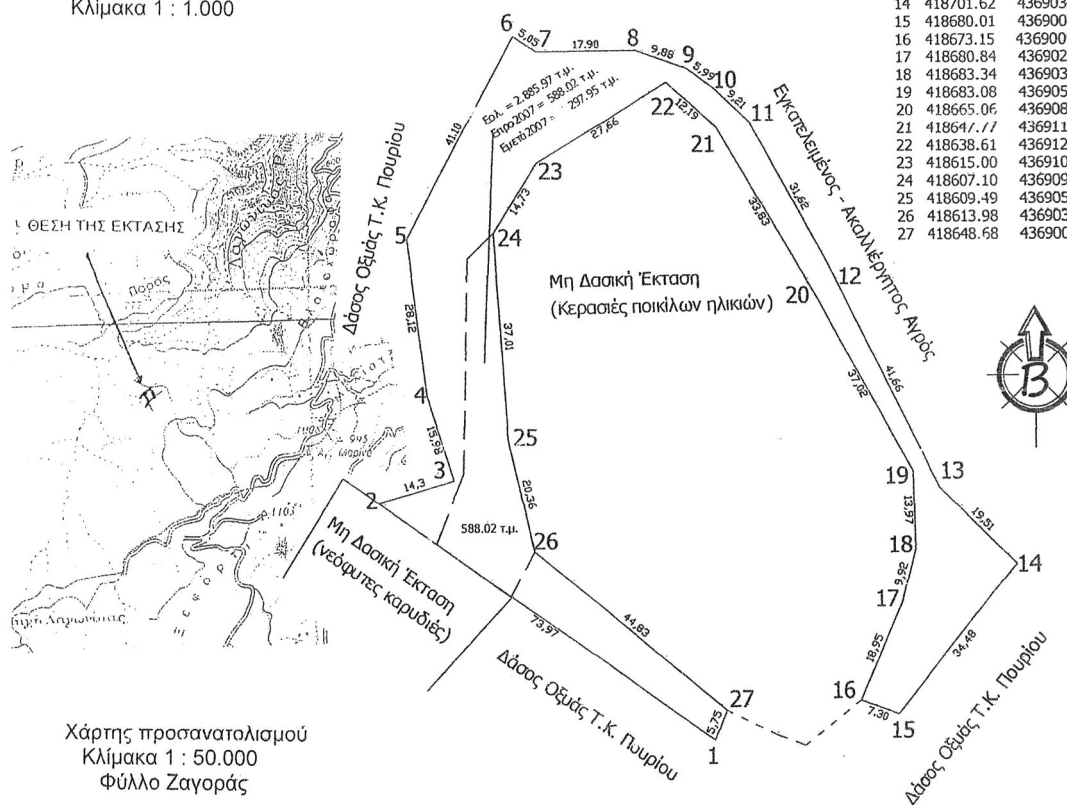 Κλίμακα 1 : 1.000
14 418701.62 436903
15 418680.01 436900
16 418673.15 436900
17 418680.84 436902
18 418683.34 436903
19 418683.08 436905
20 418665.06 436908
21 418647.77 436911
22 418638.61 436912
23 418615.00 436910
24 418607.10 436909
25 418609.49 436905
26 418613.98 436903
27 418648.68 436900
6
5,05
7
17.90
8
9,88
9
5,99
10
9,21
11
Εολ. = 2.885.97 τ.μ.
Επρο2007 = 588.02 τ.μ.
Εμετά2007 = 297.95 τ.μ.
22
12,19
21
27,66
23
14,73
24
41,10
5
Δάσος Οξυάς Τ.Κ. Πουρίου
Εγκαταλειμένος - Ακαλλιέργητος Αγρός
31,62
33,83
12
20
Μη Δασική Έκταση
(Κερασιές ποικίλων ηλικιών)
ΘΕΣΗ ΤΗΣ ΕΚΤΑΣΗΣ
Ποράς
28,12
37,01
41,66
37,02
Β
4
15,98
3
14,3
2
25
20,36
26
588.02 τ.μ.
19
13
13,97
19,51
18
14
9,92
17
18,95
34,48
16
7,30
15
Μη Δασική Έκταση
(νεόφυτες καρυδιές)
73,97
44,83
27
5,75
1
Δάσος Οξυάς Τ.Κ. Πουρίου
Δάσος Οξυάς Τ.Κ. Πουρίου
945
1103
Χάρτης προσανατολισμού
Κλίμακα 1 : 50.000
Φύλλο Ζαγοράς